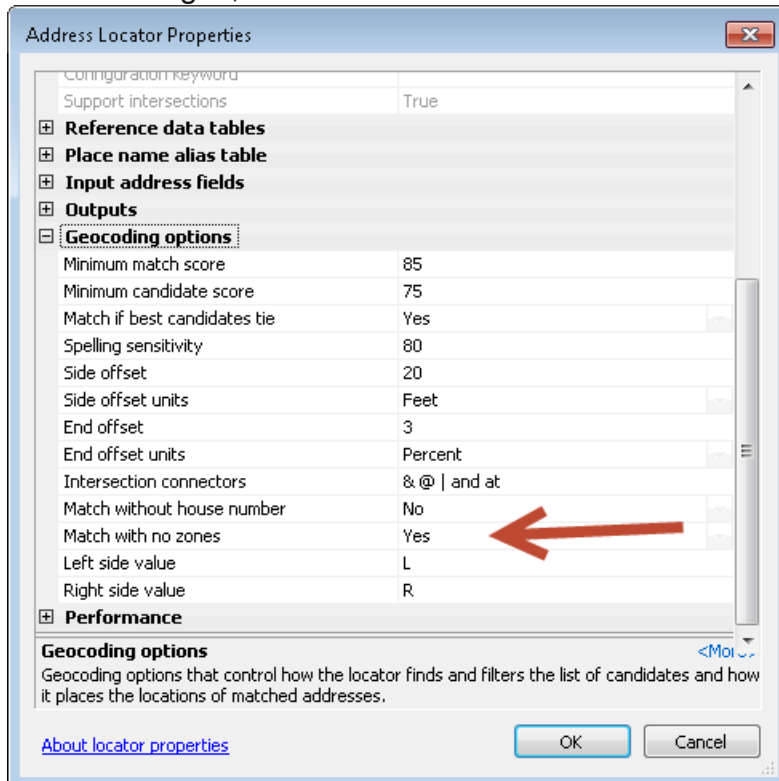 Address Locator Properties
Configuration keyword
Support intersections True
Reference data tables
Place name alias table
Input address fields
Outputs
Geocoding options
Minimum match score 85
Minimum candidate score 75
Match if best candidates tie Yes
Spelling sensitivity 80
Side offset 20
Side offset units Feet
End offset 3
End offset units Percent
Intersection connectors & @ | and at
Match without house number No
Match with no zones Yes
Left side value L
Right side value R
Performance
Geocoding options
Geocoding options that control how the locator finds and filters the list of candidates and how
it places the locations of matched addresses.
About locator properties OK Cancel